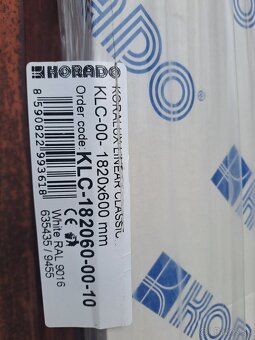 KORADO
KORALUX LINEAR CLASSIC
KLC-00- 1820x600 mm
Order code: KLC-182060-00-10
8 590822 993618
CE
White RAL 9016
635435 / 9455
KORADO